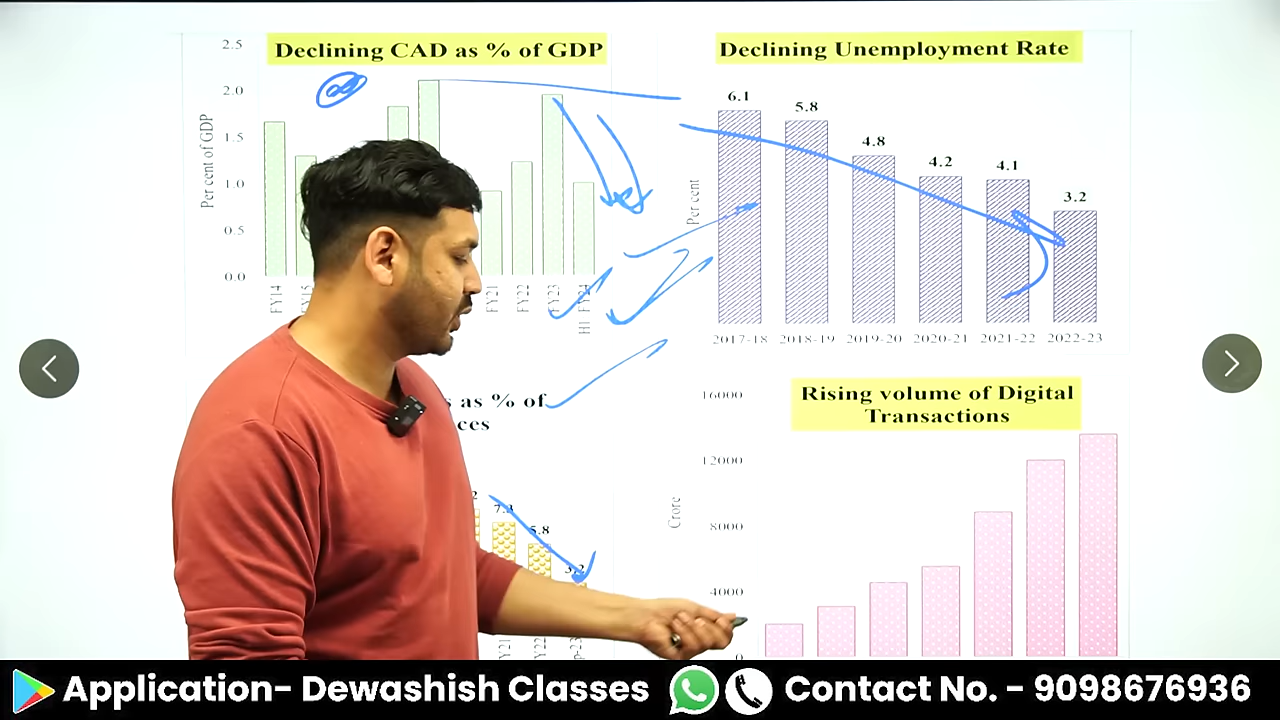 Declining CAD as % of GDP
2.5
2.0
1.5
1.0
0.5
0.0
Per cent of GDP
FY14
FY15
FY21
FY22
FY23
H1 FY24
Declining Unemployment Rate
6.1
5.8
4.8
4.2
4.1
3.2
Per cent
2017-18 2018-19 2019-20 2020-21 2021-22 2022-23
s as % of
ces
7.3
5.8
3.2
Y21
Y22
p-23
Rising volume of Digital
Transactions
16000
12000
8000
4000
0
Crore
Application- Dewashish Classes
Contact No. - 9098676936